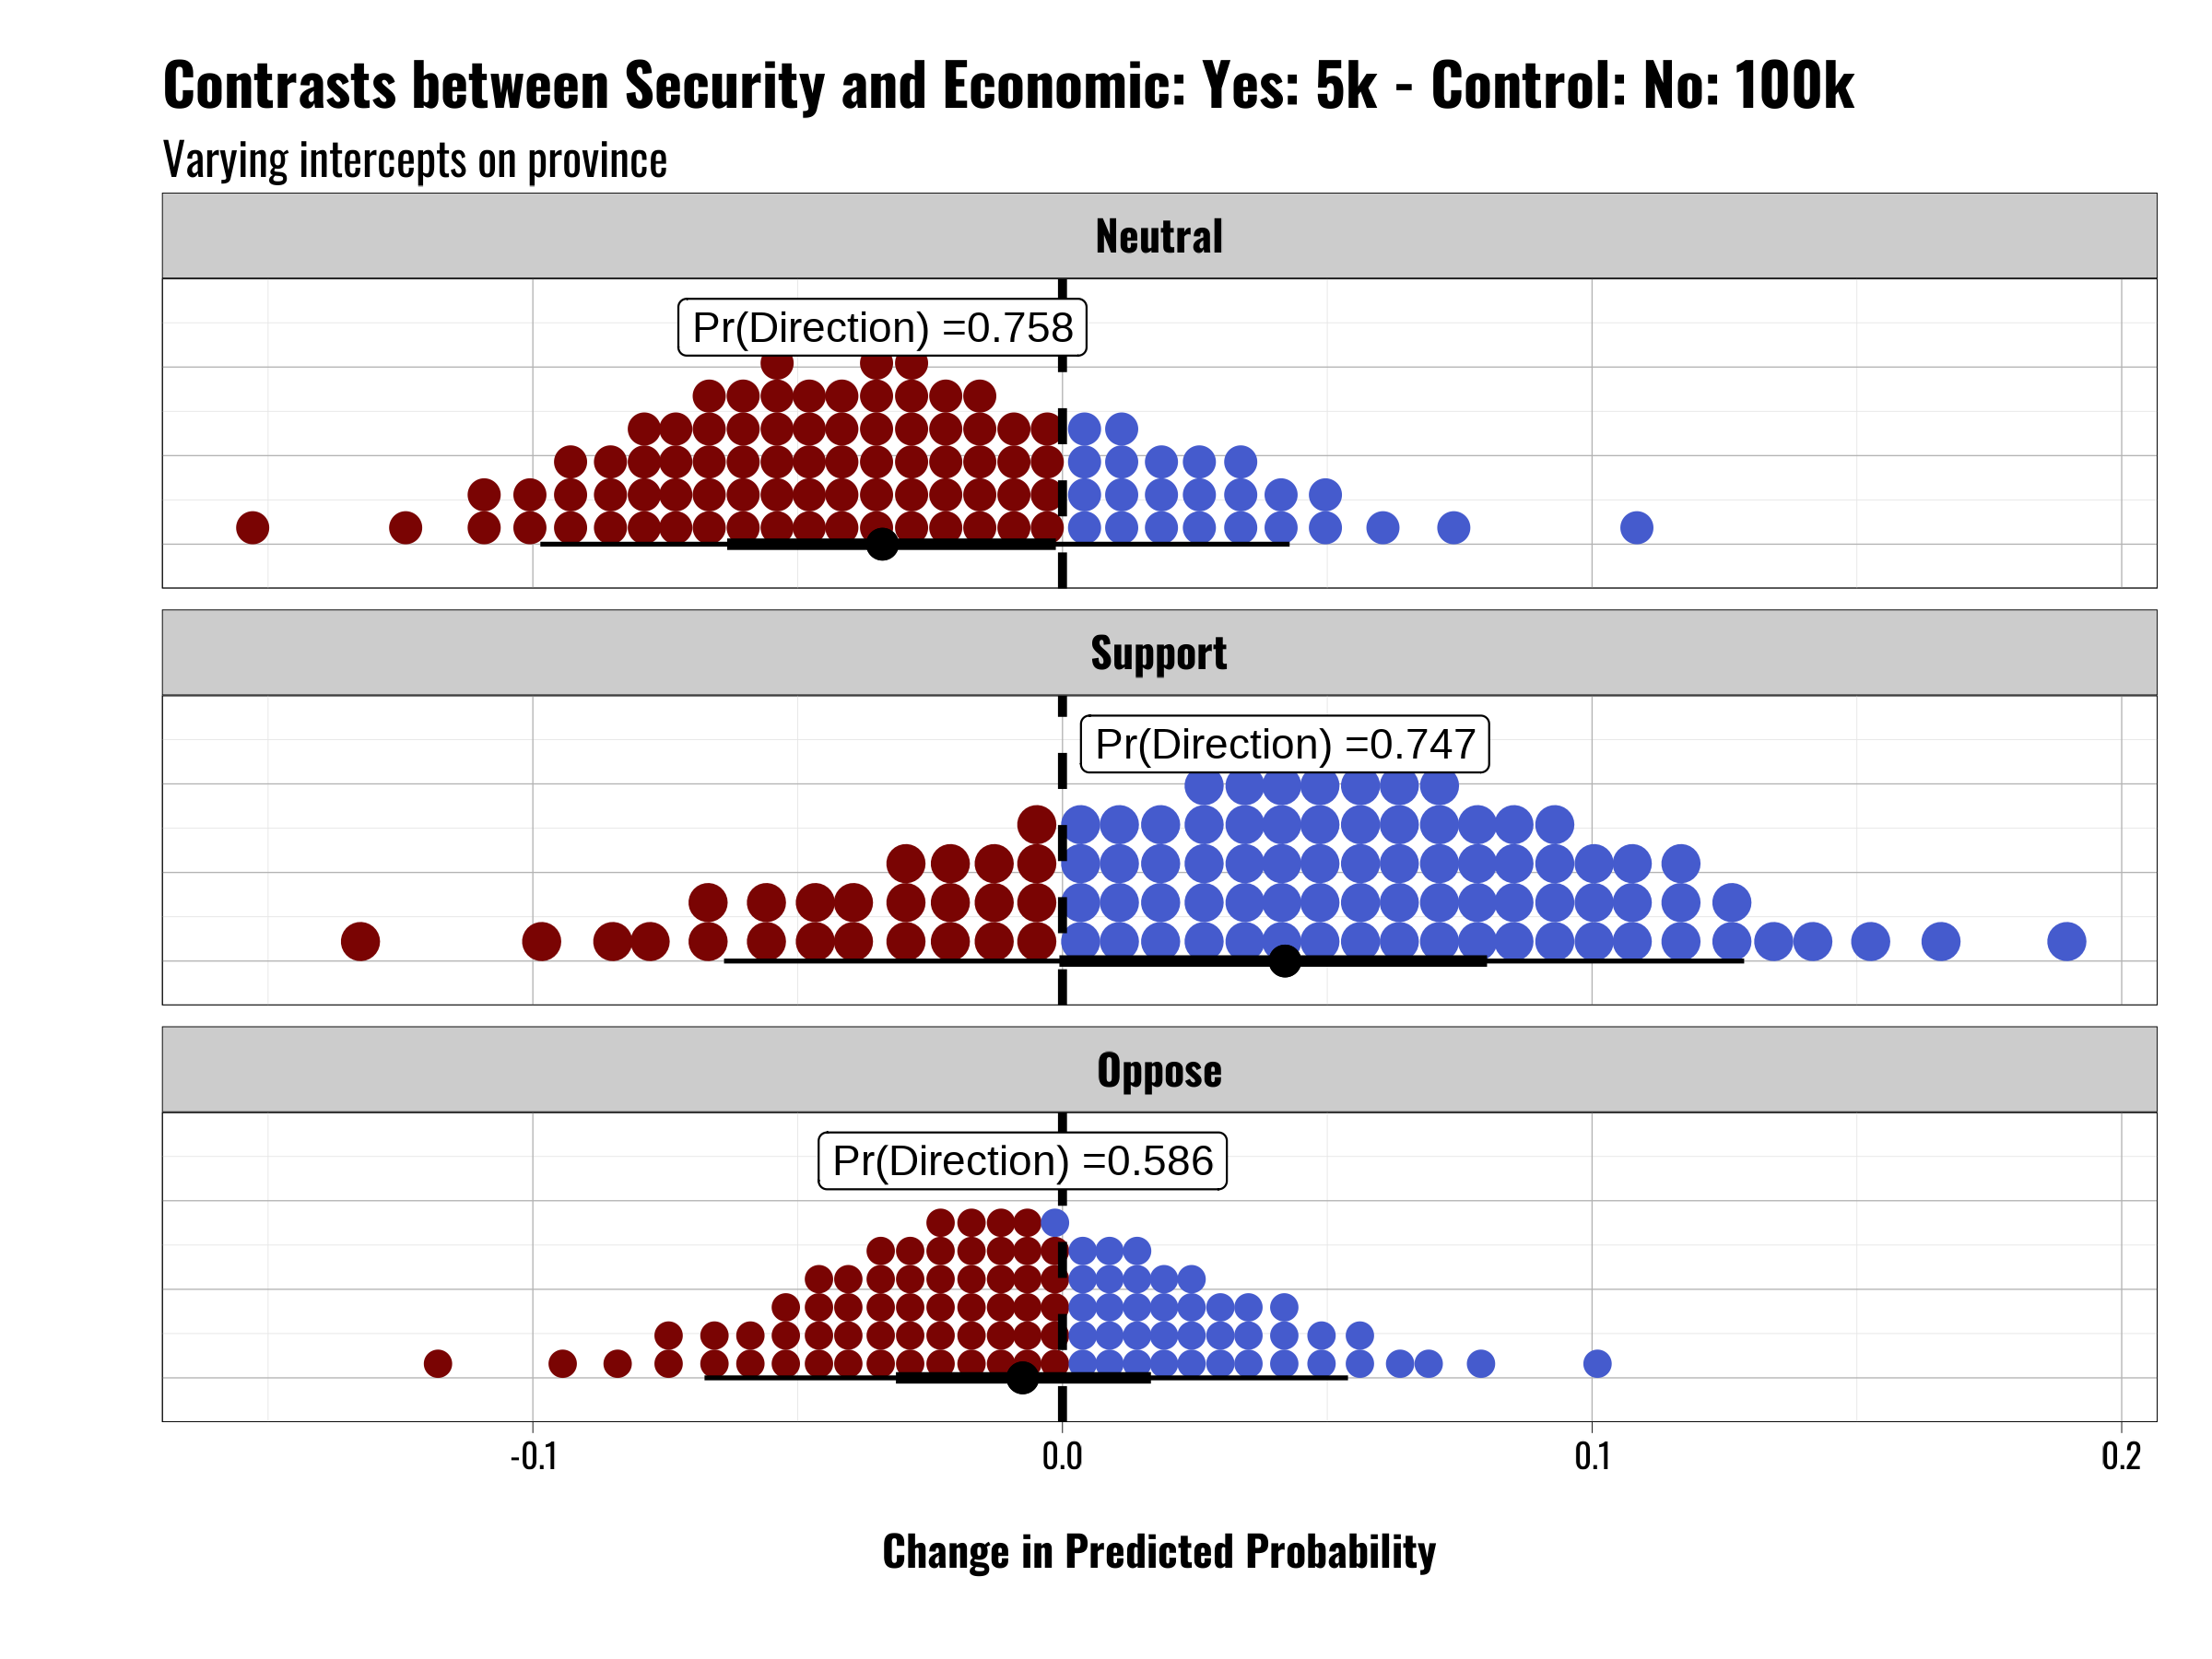 Contrasts between Security and Economic: Yes: 5k - Control: No: 100k
Varying intercepts on province
Neutral
Pr(Direction) =0.758
Support
Pr(Direction) =0.747
Oppose
Pr(Direction) =0.586
-0.1 0.0 0.1 0.2
Change in Predicted Probability